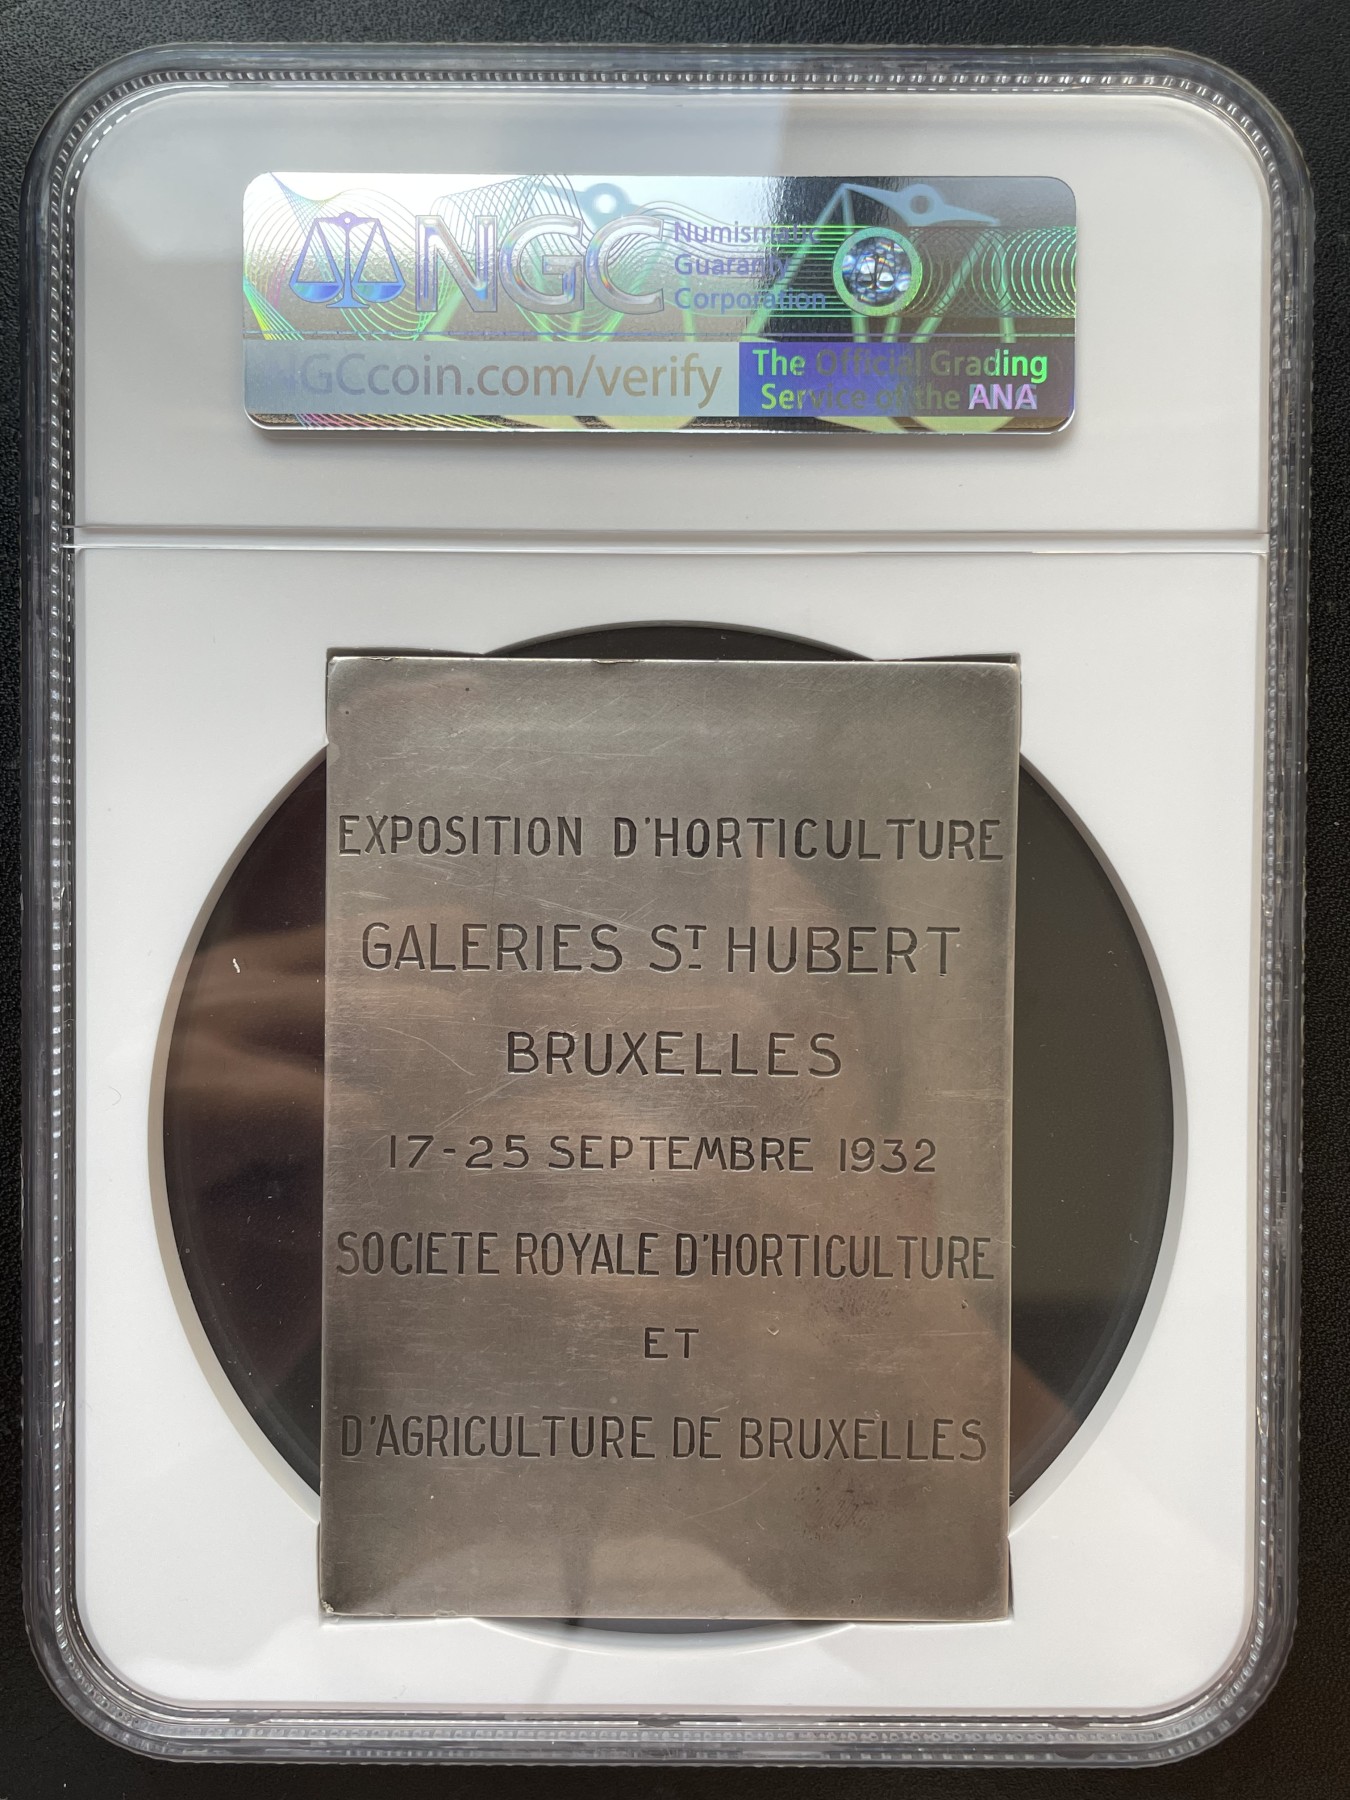 NGC
Numismatic
Guaranty
Corporation
NGCcoin.com/verify
The Official Grading
Service of the ANA
EXPOSITION D'HORTICULTURE
GALERIES ST HUBERT
BRUXELLES
17-25 SEPTEMBRE 1932
SOCIETE ROYALE D'HORTICULTURE
ET
D'AGRICULTURE DE BRUXELLES